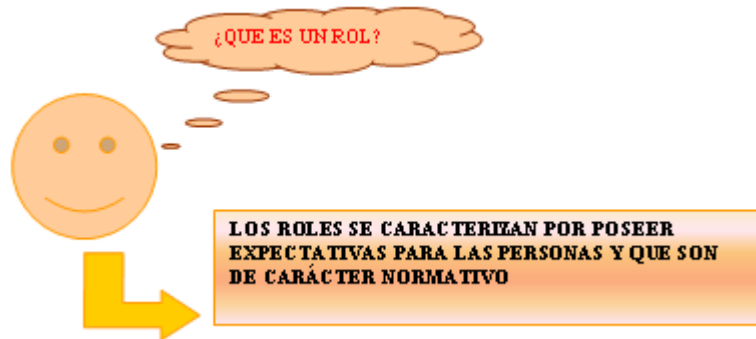 ¿QUE ES UN ROL?
LOS ROLES SE CARACTERIZAN POR POSEER
EXPECTATIVAS PARA LAS PERSONAS Y QUE SON
DE CARÁCTER NORMATIVO